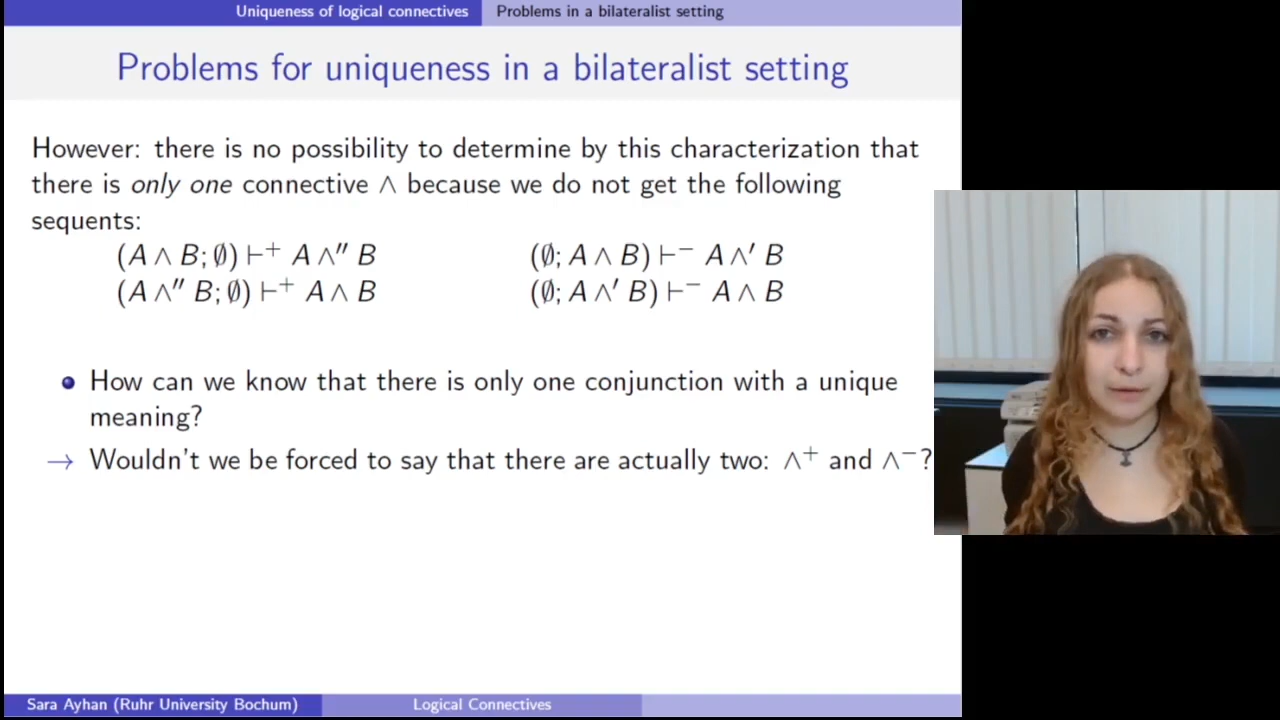 Uniqueness of logical connectives Problems in a bilateralist setting
Problems for uniqueness in a bilateralist setting
However: there is no possibility to determine by this characterization that
there is only one connective ∧ because we do not get the following
sequents:
(A ∧ B; ∅) ⊢⁺ A ∧′′ B (∅; A ∧ B) ⊢⁻ A ∧′ B
(A ∧′′ B; ∅) ⊢⁺ A ∧ B (∅; A ∧′ B) ⊢⁻ A ∧ B
How can we know that there is only one conjunction with a unique
meaning?
→ Wouldn't we be forced to say that there are actually two: ∧⁺ and ∧⁻?
Sara Ayhan (Ruhr University Bochum) Logical Connectives